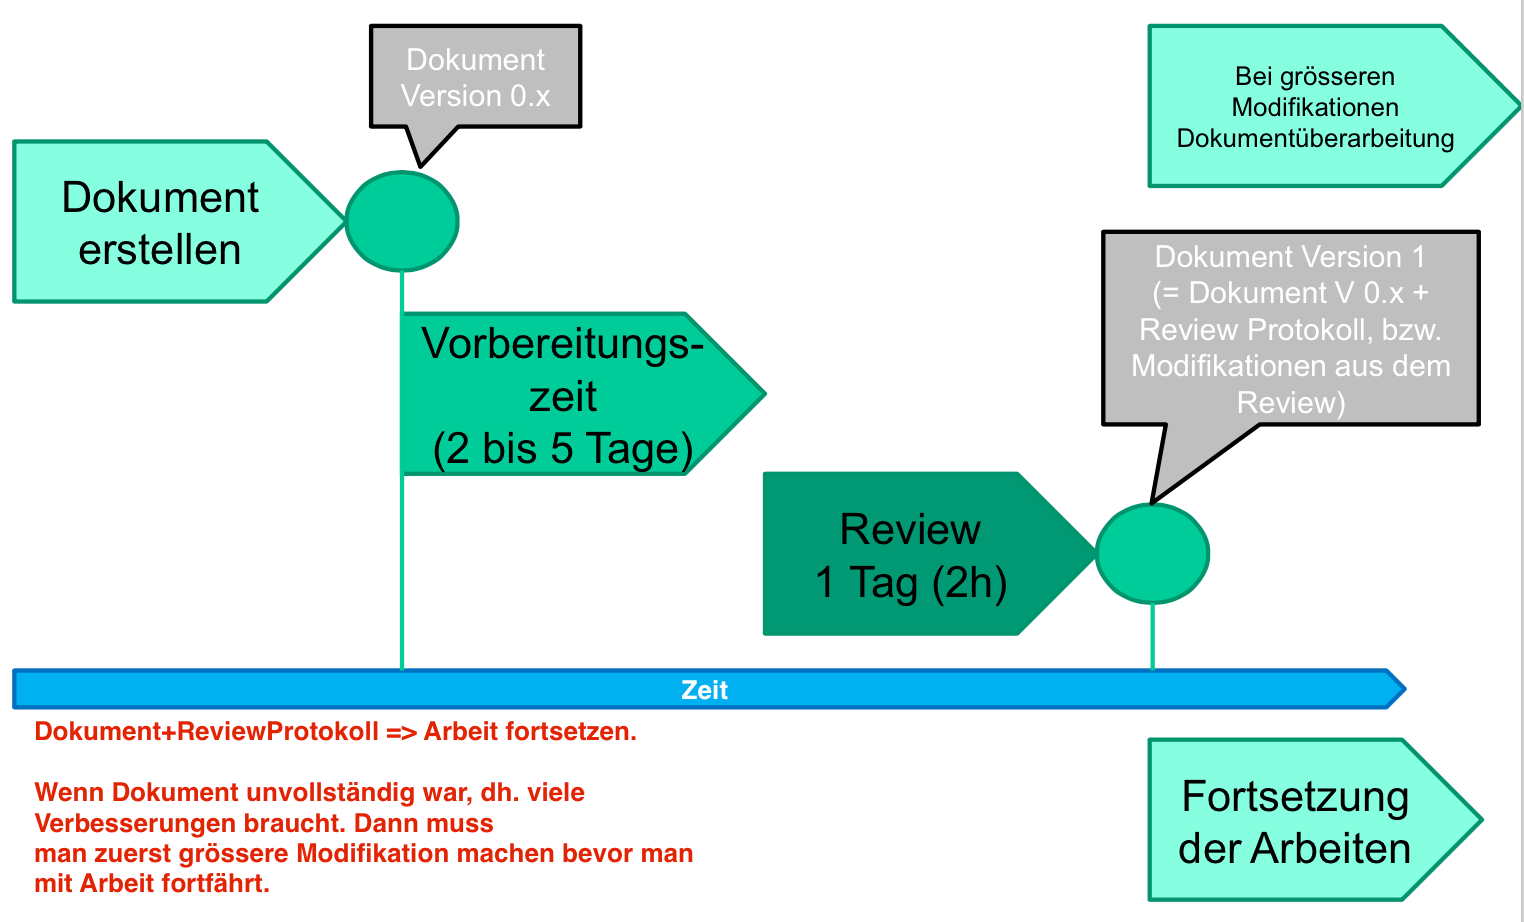 Dokument
Version 0.x
Bei grösseren
Modifikationen
Dokumentüberarbeitung
Dokument
erstellen
Dokument Version 1
(= Dokument V 0.x +
Review Protokoll, bzw.
Modifikationen aus dem
Review)
Vorbereitungs-
zeit
(2 bis 5 Tage)
Review
1 Tag (2h)
Zeit
Dokument+ReviewProtokoll => Arbeit fortsetzen.
Wenn Dokument unvollständig war, dh. viele
Verbesserungen braucht. Dann muss
man zuerst grössere Modifikation machen bevor man
mit Arbeit fortfährt.
Fortsetzung
der Arbeiten